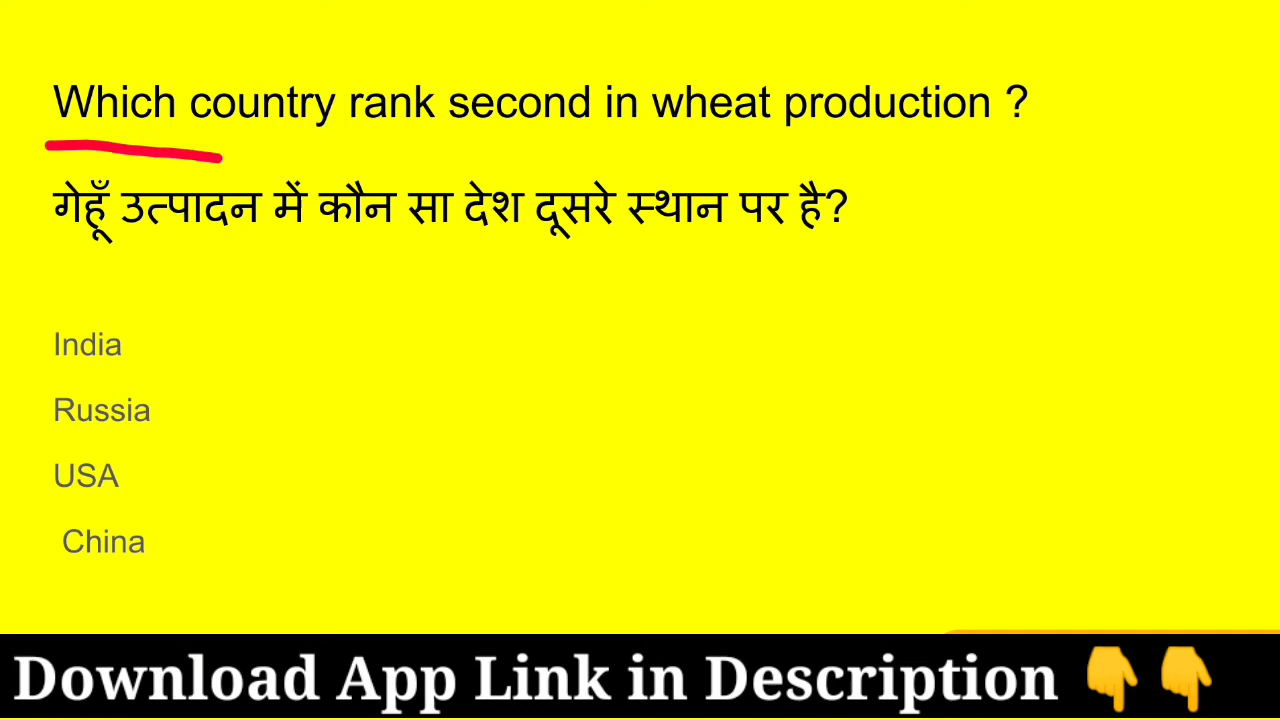 Which country rank second in wheat production ?
गेहूँ उत्पादन में कौन सा देश दूसरे स्थान पर है?
India
Russia
USA
China
Download App Link in Description 👇👇